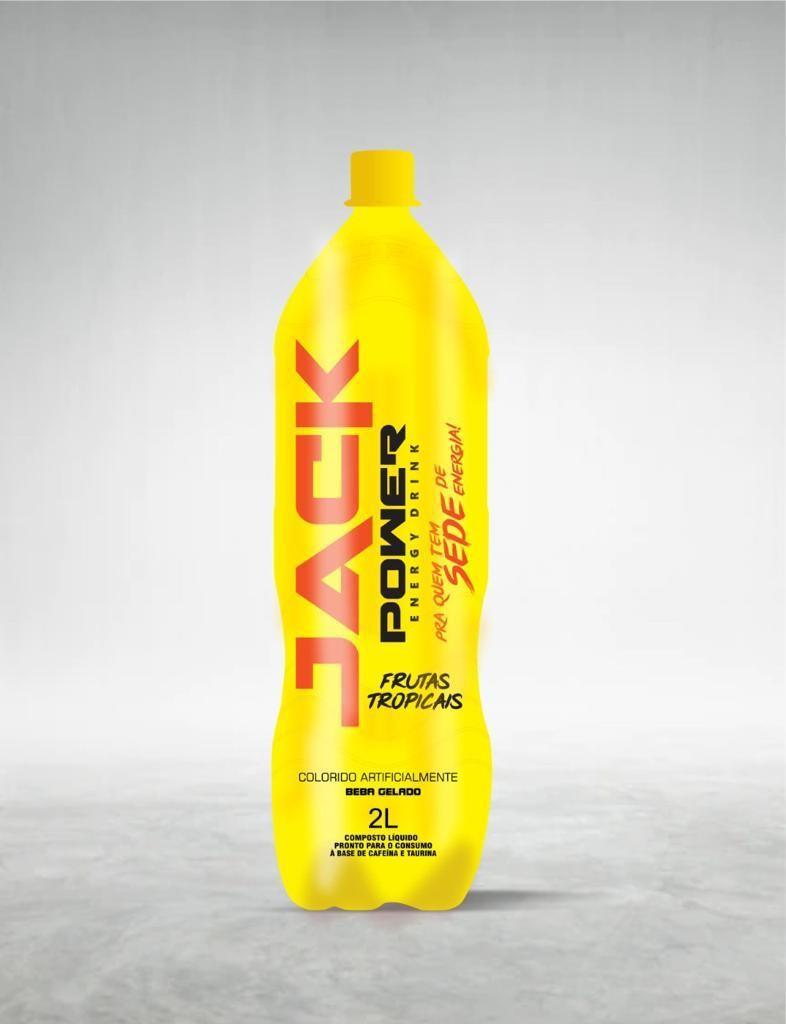 JACK
POWER
ENERGY DRINK
PRA QUEM TEM
SEDE DE
ENERGIA!
FRUTAS
TROPICAIS
COLORIDO ARTIFICIALMENTE
BEBA GELADO
2L
COMPOSTO LÍQUIDO
PRONTO PARA O CONSUMO
À BASE DE CAFEÍNA E TAURINA